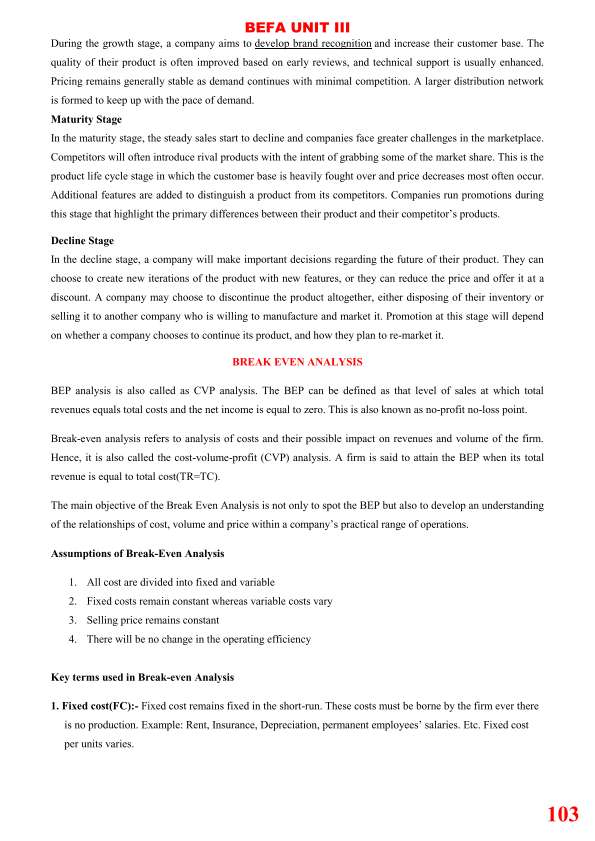 BEFA UNIT III
During the growth stage, a company aims to develop brand recognition and increase their customer base. The
quality of their product is often improved based on early reviews, and technical support is usually enhanced.
Pricing remains generally stable as demand continues with minimal competition. A larger distribution network
is formed to keep up with the pace of demand.
Maturity Stage
In the maturity stage, the steady sales start to decline and companies face greater challenges in the marketplace.
Competitors will often introduce rival products with the intent of grabbing some of the market share. This is the
product life cycle stage in which the customer base is heavily fought over and price decreases most often occur.
Additional features are added to distinguish a product from its competitors. Companies run promotions during
this stage that highlight the primary differences between their product and their competitor’s products.
Decline Stage
In the decline stage, a company will make important decisions regarding the future of their product. They can
choose to create new iterations of the product with new features, or they can reduce the price and offer it at a
discount. A company may choose to discontinue the product altogether, either disposing of their inventory or
selling it to another company who is willing to manufacture and market it. Promotion at this stage will depend
on whether a company chooses to continue its product, and how they plan to re-market it.
BREAK EVEN ANALYSIS
BEP analysis is also called as CVP analysis. The BEP can be defined as that level of sales at which total
revenues equals total costs and the net income is equal to zero. This is also known as no-profit no-loss point.
Break-even analysis refers to analysis of costs and their possible impact on revenues and volume of the firm.
Hence, it is also called the cost-volume-profit (CVP) analysis. A firm is said to attain the BEP when its total
revenue is equal to total cost(TR=TC).
The main objective of the Break Even Analysis is not only to spot the BEP but also to develop an understanding
of the relationships of cost, volume and price within a company’s practical range of operations.
Assumptions of Break-Even Analysis
1. All cost are divided into fixed and variable
2. Fixed costs remain constant whereas variable costs vary
3. Selling price remains constant
4. There will be no change in the operating efficiency
Key terms used in Break-even Analysis
1. Fixed cost(FC):- Fixed cost remains fixed in the short-run. These costs must be borne by the firm ever there
is no production. Example: Rent, Insurance, Depreciation, permanent employees’ salaries. Etc. Fixed cost
per units varies.
103